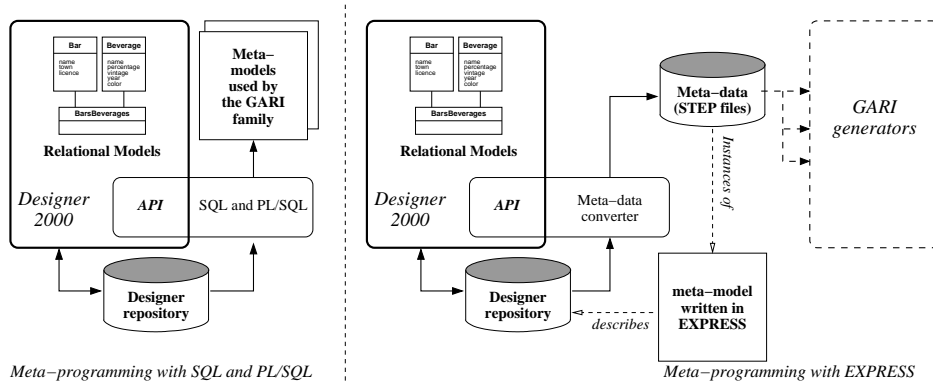 Bar
name
town
licence
Beverage
name
percentage
vintage
year
color
BarsBeverages
Relational Models
Meta−
models
used by
the GARI
family
Designer
2000
API
SQL and PL/SQL
Designer
repository
Meta−programming with SQL and PL/SQL
Bar
name
town
licence
Beverage
name
percentage
vintage
year
color
BarsBeverages
Relational Models
Designer
2000
API
Meta−data
converter
Designer
repository
Meta−data
(STEP files)
Instances of
GARI
generators
meta−model
written in
EXPRESS
describes
Meta−programming with EXPRESS